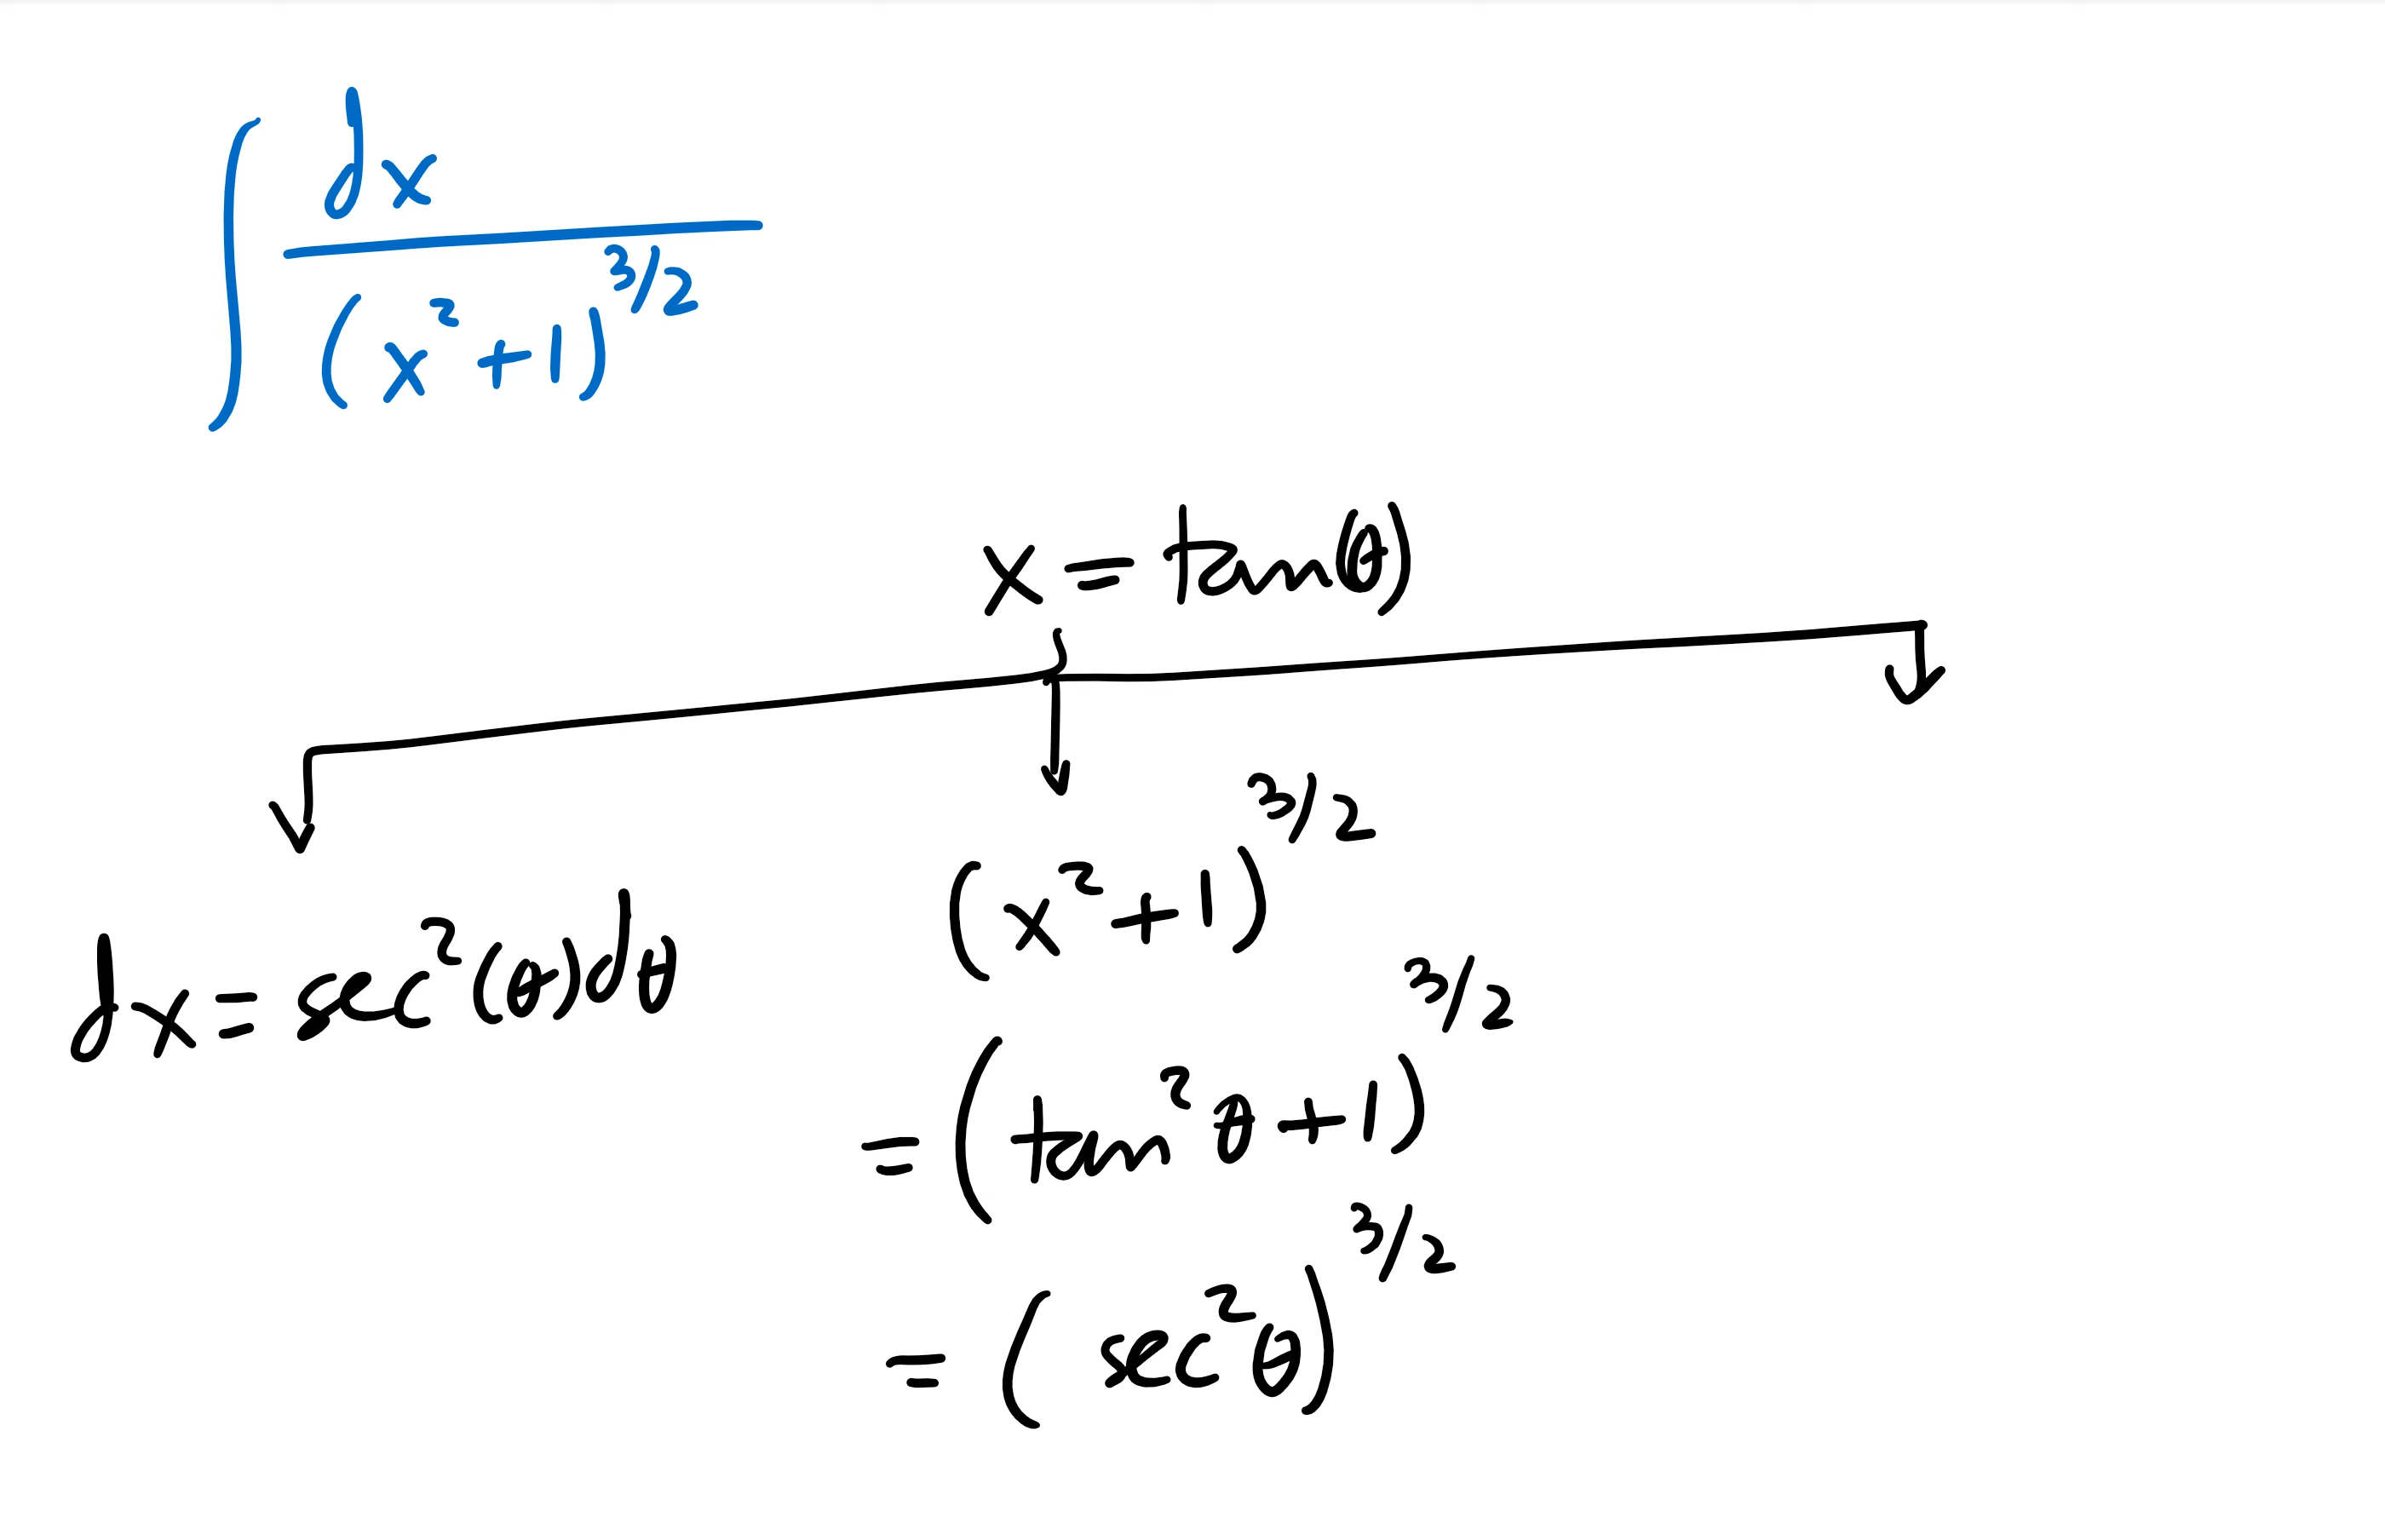 ∫ dx / (x² + 1)^(3/2)
x = tan(θ)
dx = sec²(θ)dθ
(x² + 1)^(3/2)
= (tan²θ + 1)^(3/2)
= (sec²θ)^(3/2)